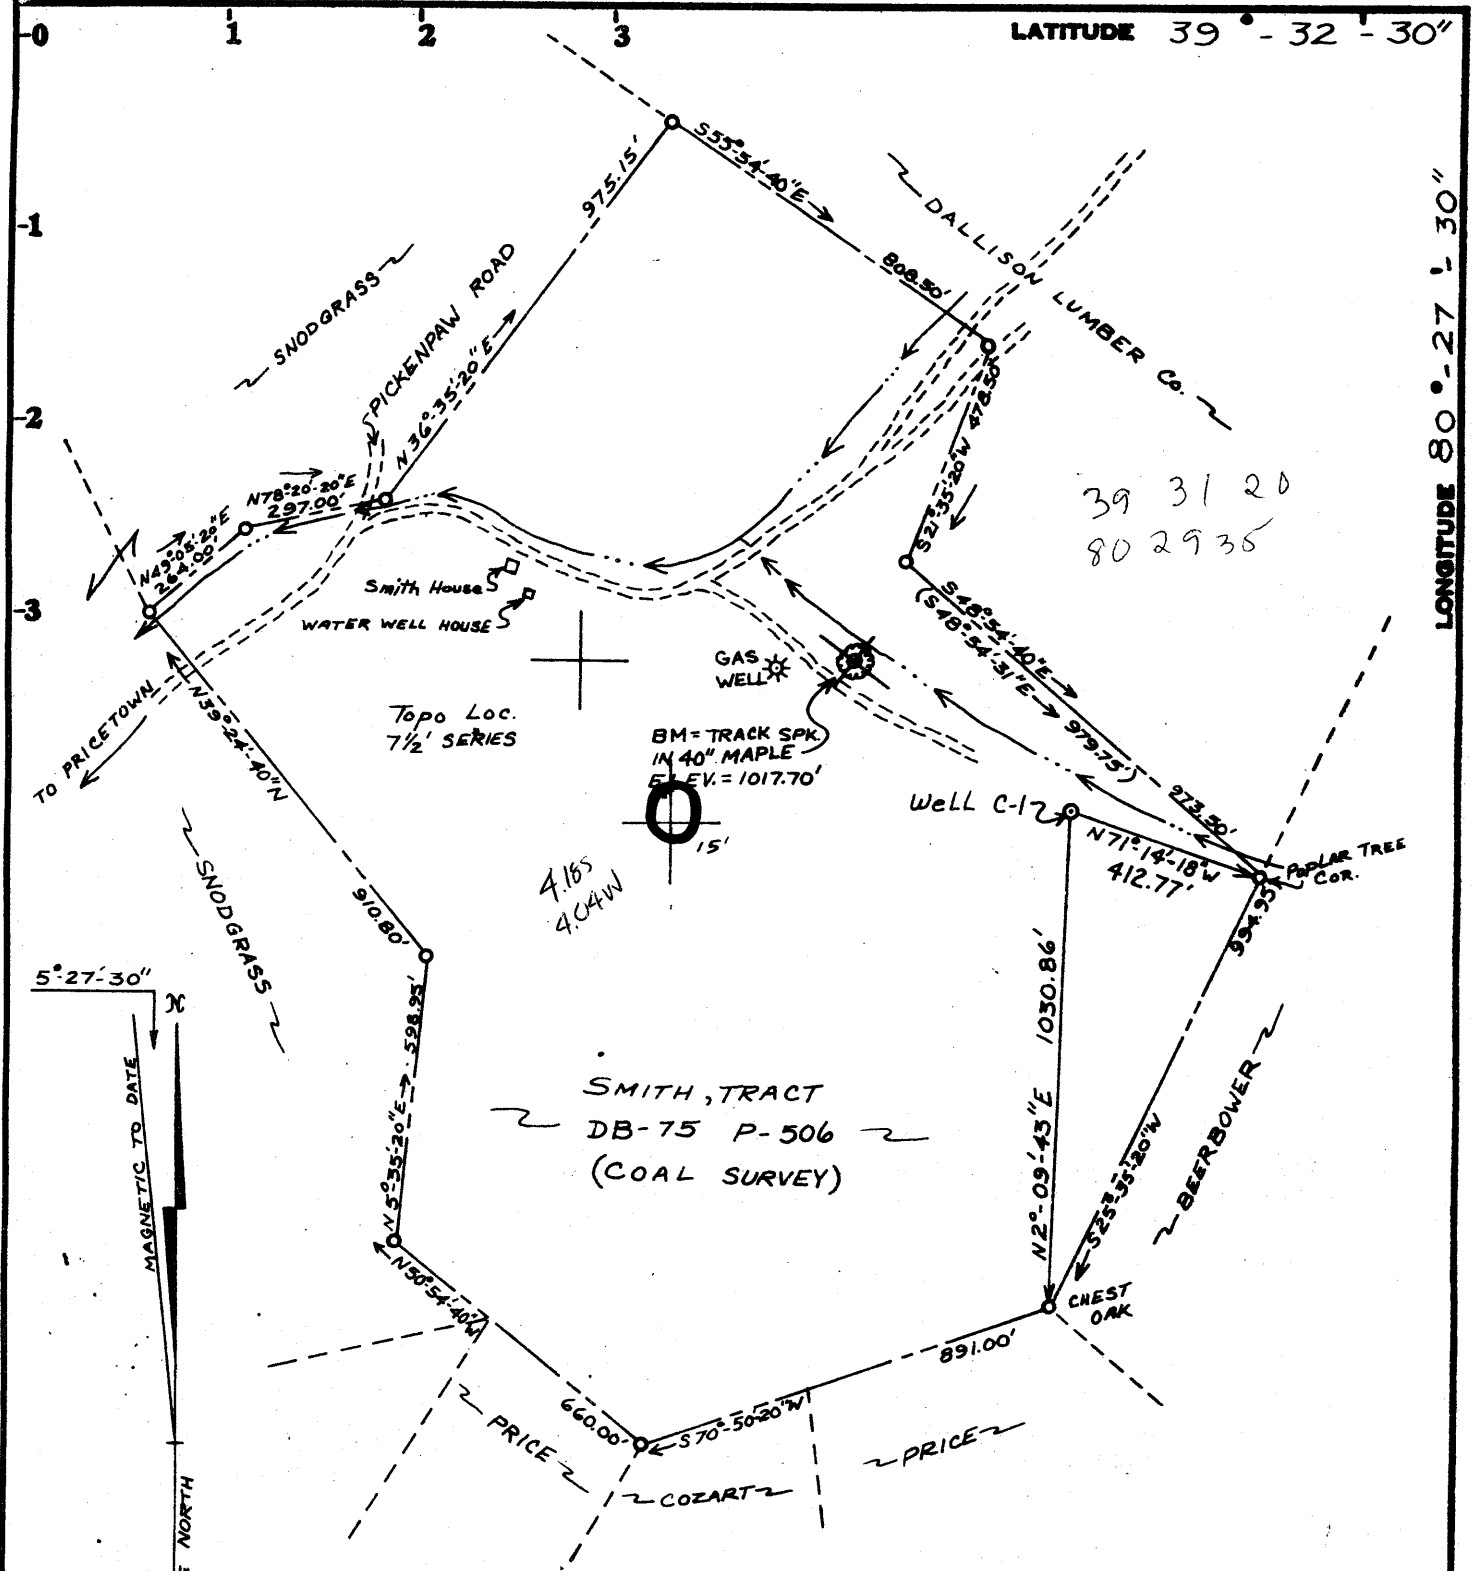 0 1 2 3
LATITUDE 39° - 32' - 30"
LONGITUDE 80° - 27' - 30"
-1
-2
-3
S55°-54'-40"E
808.50'
975.15'
N36°-35'-20"E
DALLISON LUMBER Co.
SNODGRASS
PICKENPAW ROAD
S21°-35'-20"W 478.50'
N78°-20'-20"E
297.00'
N49°-05'-20"E
264.00'
39 31 20
80 29 35
Smith House
WATER WELL HOUSE
S48°-54'-40"E
(S48°-54'-31"E 979.75')
273.50'
GAS
WELL
TO PRICETOWN
N39°-24'-40"N
910.80'
Topo Loc.
7½' SERIES
BM = TRACK SPK.
IN 40" MAPLE
ELEV. = 1017.70'
15'
4.18S
4.04W
Well C-1
N71°-14'-18"W
412.77'
POPLAR TREE
COR.
994.95'
S25°-35'-20"W
SNODGRASS
5°-27'-30"
N
MAGNETIC TO DATE
NORTH
N5°-35'-20"E
598.95'
1030.86'
N2°-09'-43"E
BEERBOWER
SMITH, TRACT
DB-75 P-506
(COAL SURVEY)
N50°-54'-40"W
660.00'
CHEST
OAK
891.00'
S70°-50'-20"W
PRICE
COZART
PRICE